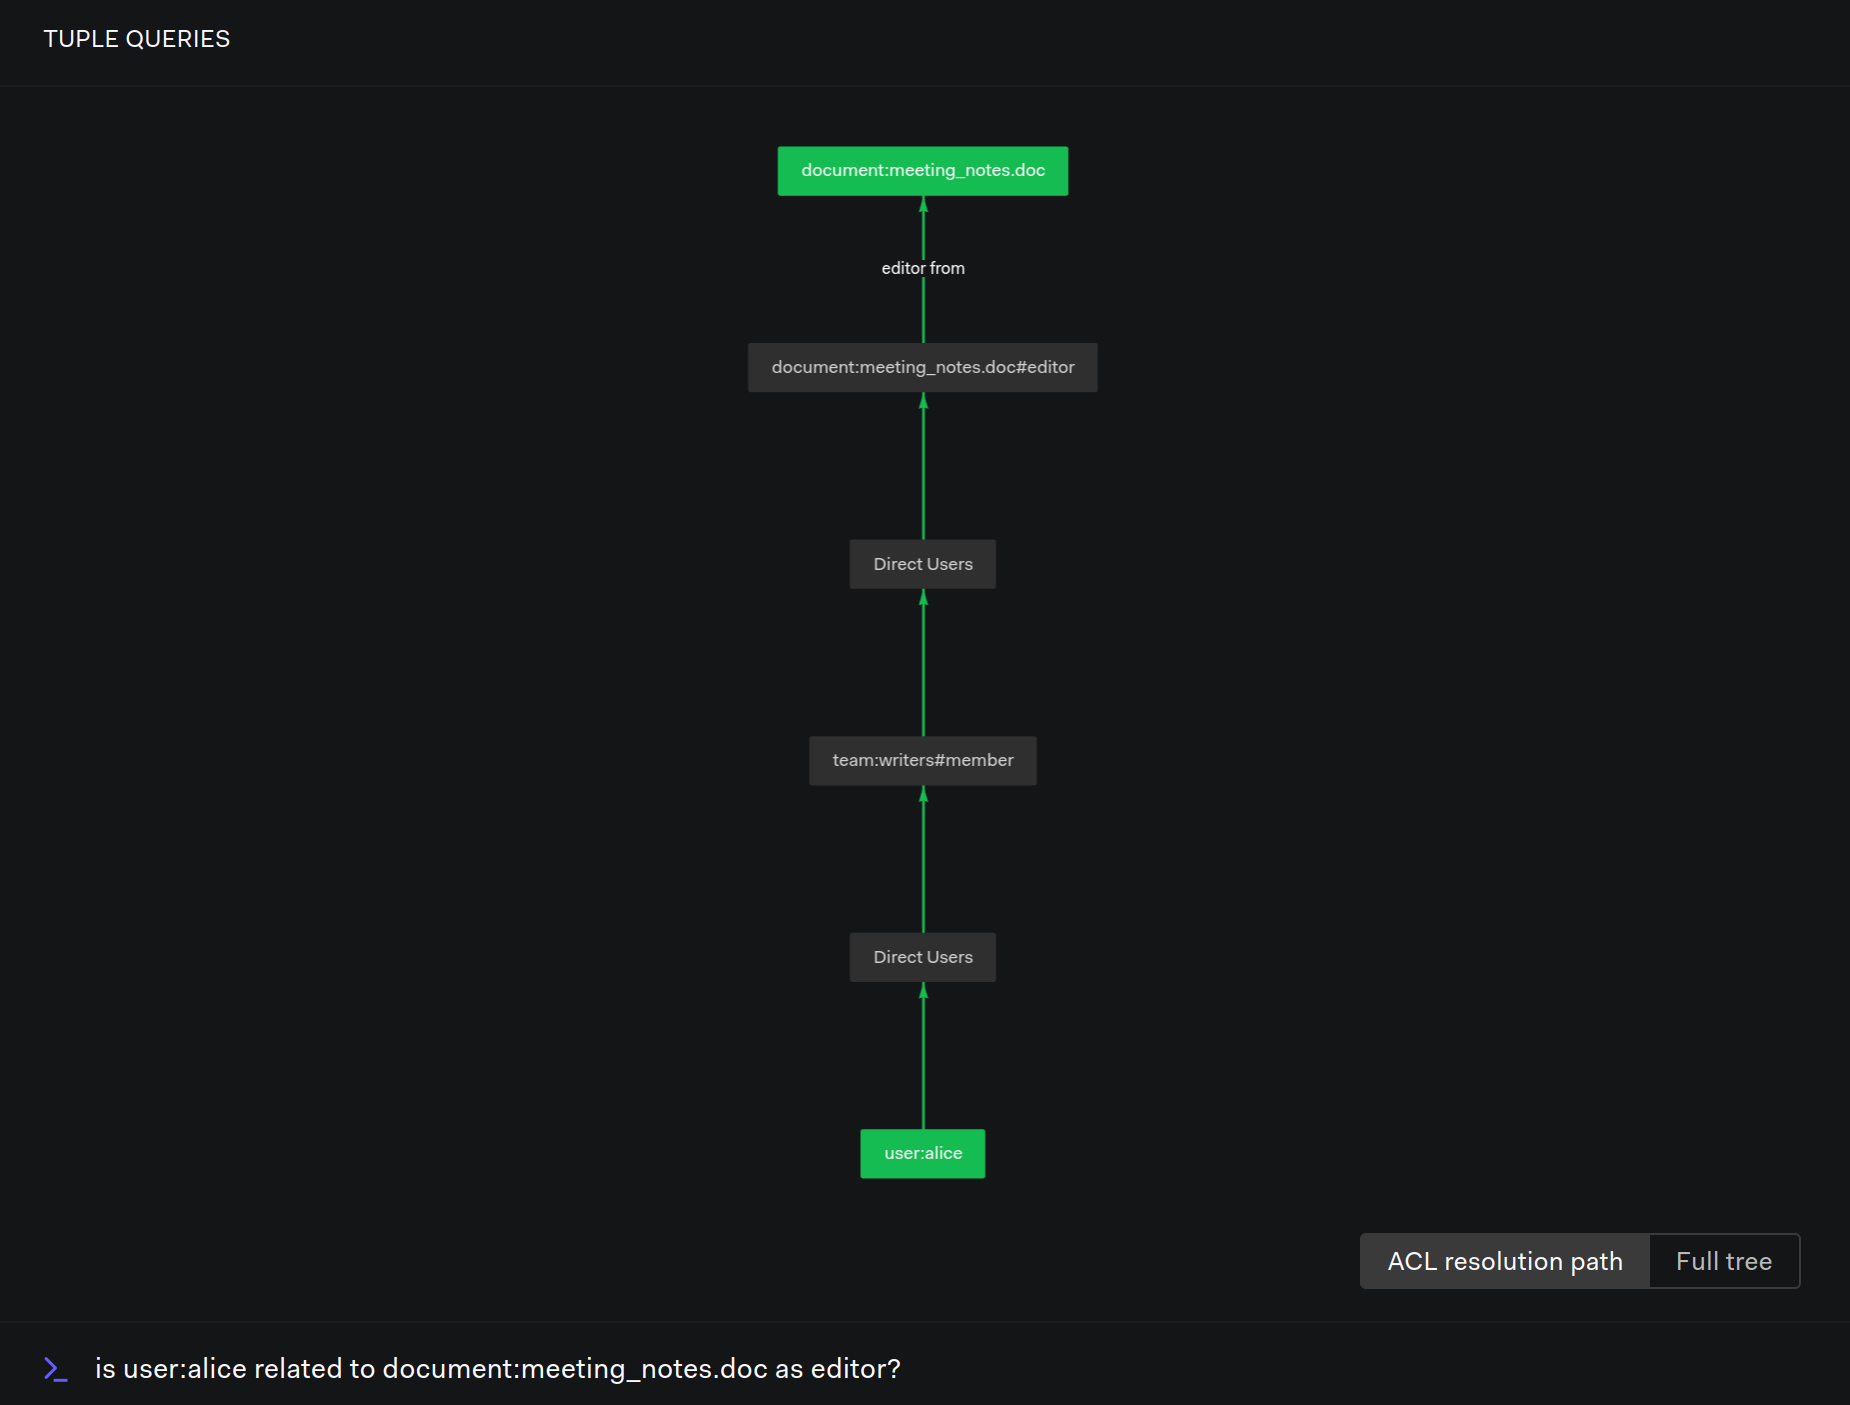 TUPLE QUERIES
document:meeting_notes.doc
editor from
document:meeting_notes.doc#editor
Direct Users
team:writers#member
Direct Users
user:alice
ACL resolution path
Full tree
>_ is user:alice related to document:meeting_notes.doc as editor?